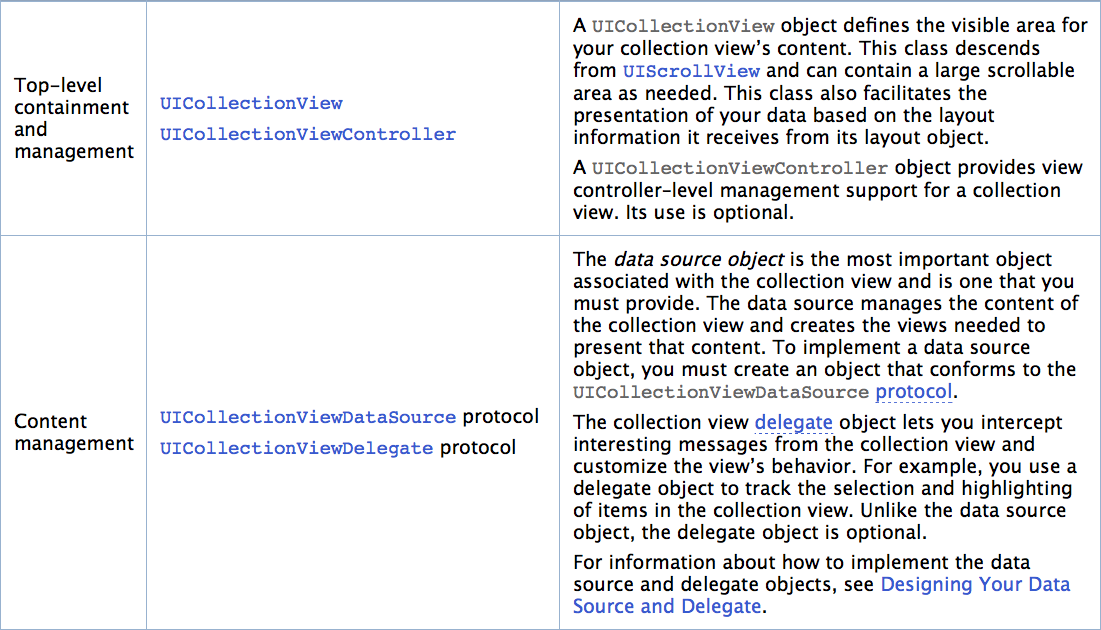 Top-level
containment
and
management
UICollectionView
UICollectionViewController
A UICollectionView object defines the visible area for
your collection view’s content. This class descends
from UIScrollView and can contain a large scrollable
area as needed. This class also facilitates the
presentation of your data based on the layout
information it receives from its layout object.
A UICollectionViewController object provides view
controller-level management support for a collection
view. Its use is optional.
Content
management
UICollectionViewDataSource protocol
UICollectionViewDelegate protocol
The data source object is the most important object
associated with the collection view and is one that you
must provide. The data source manages the content of
the collection view and creates the views needed to
present that content. To implement a data source
object, you must create an object that conforms to the
UICollectionViewDataSource protocol.
The collection view delegate object lets you intercept
interesting messages from the collection view and
customize the view’s behavior. For example, you use a
delegate object to track the selection and highlighting
of items in the collection view. Unlike the data source
object, the delegate object is optional.
For information about how to implement the data
source and delegate objects, see Designing Your Data
Source and Delegate.